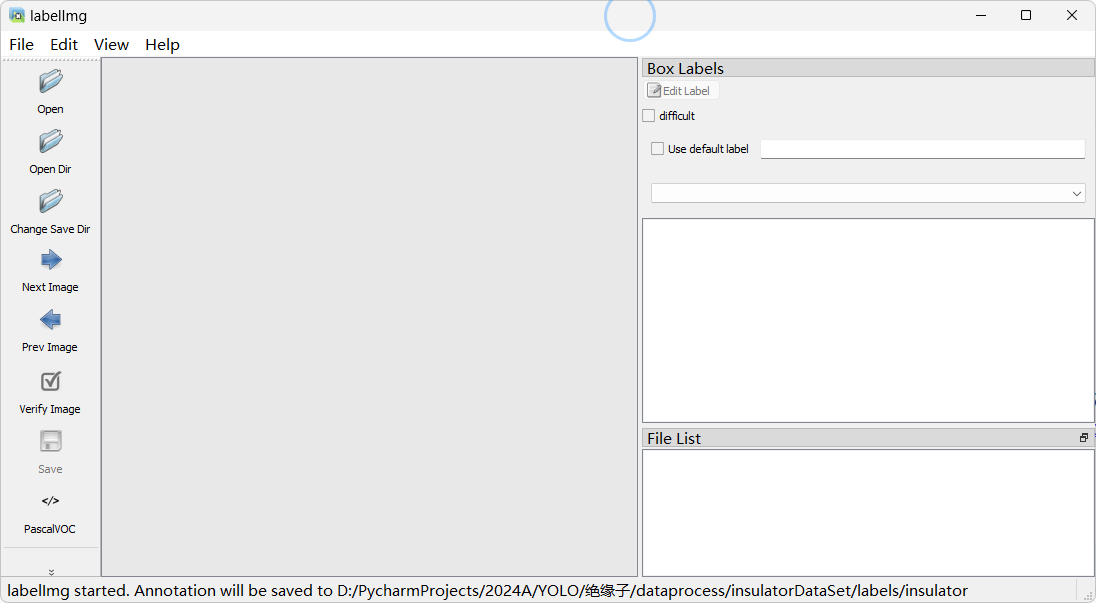 labelImg
File Edit View Help
Open
Open Dir
Change Save Dir
Next Image
Prev Image
Verify Image
Save
</>
PascalVOC
Box Labels
Edit Label
difficult
Use default label
File List
labelImg started. Annotation will be saved to D:/PycharmProjects/2024A/YOLO/绝缘子/dataprocess/insulatorDataSet/labels/insulator